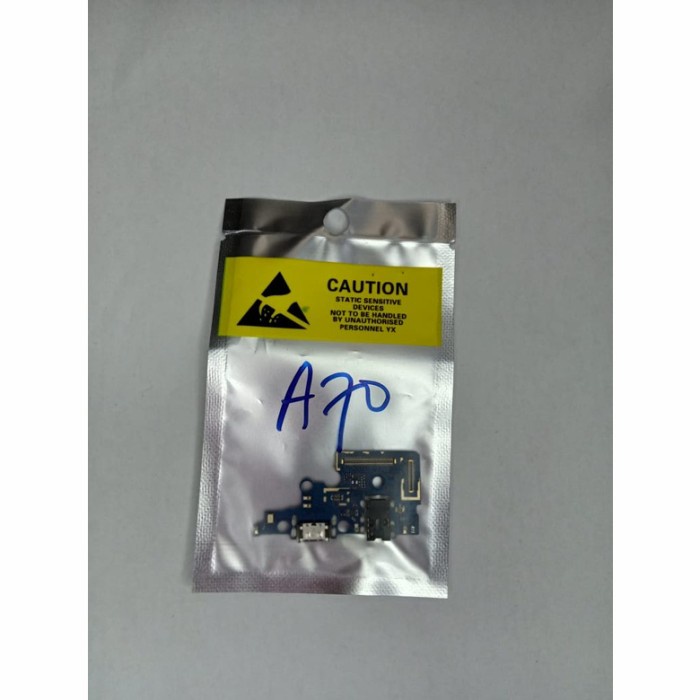 CAUTION
STATIC SENSITIVE
DEVICES
NOT TO BE HANDLED
BY UNAUTHORISED
PERSONNEL YX
A70